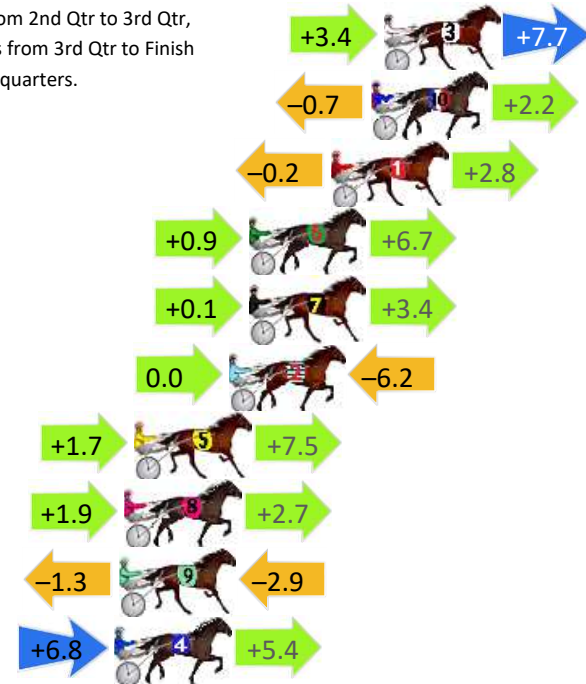 om 2nd Qtr to 3rd Qtr,
s from 3rd Qtr to Finish
quarters.
+3.4 3 +7.7
–0.7 +2.2
–0.2 1 +2.8
+0.9 6 +6.7
+0.1 7 +3.4
0.0 2 –6.2
+1.7 5 +7.5
+1.9 8 +2.7
–1.3 9 –2.9
+6.8 4 +5.4